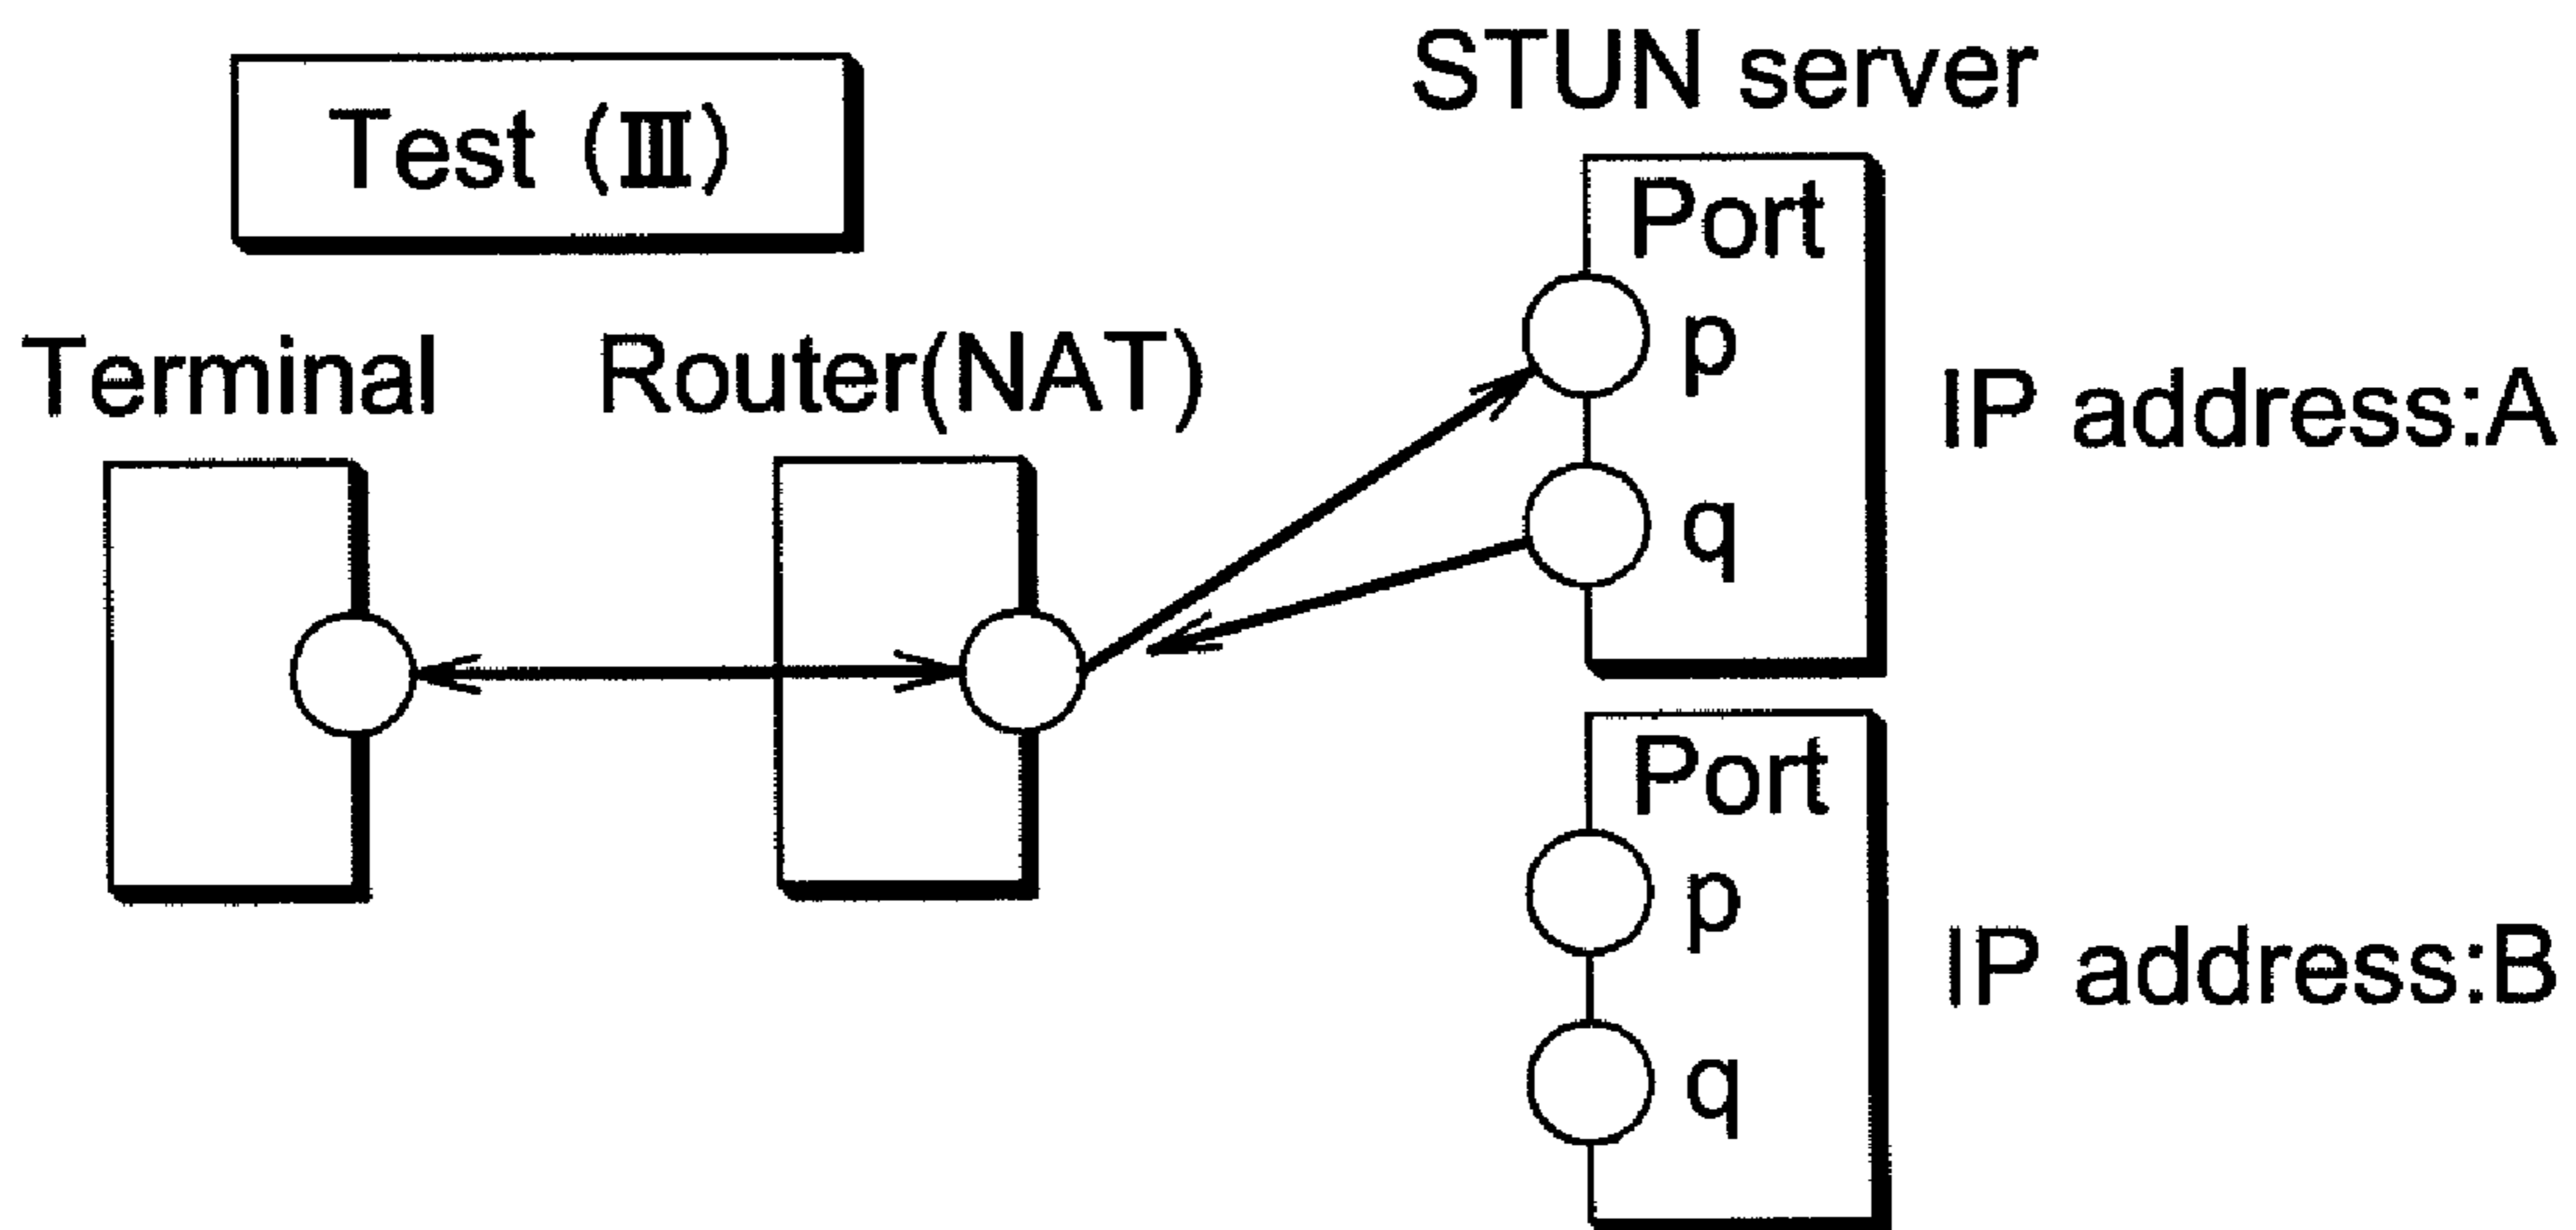 Test (Ⅲ)
STUN server
Terminal
Router(NAT)
Port
p
q
IP address:A
Port
p
q
IP address:B